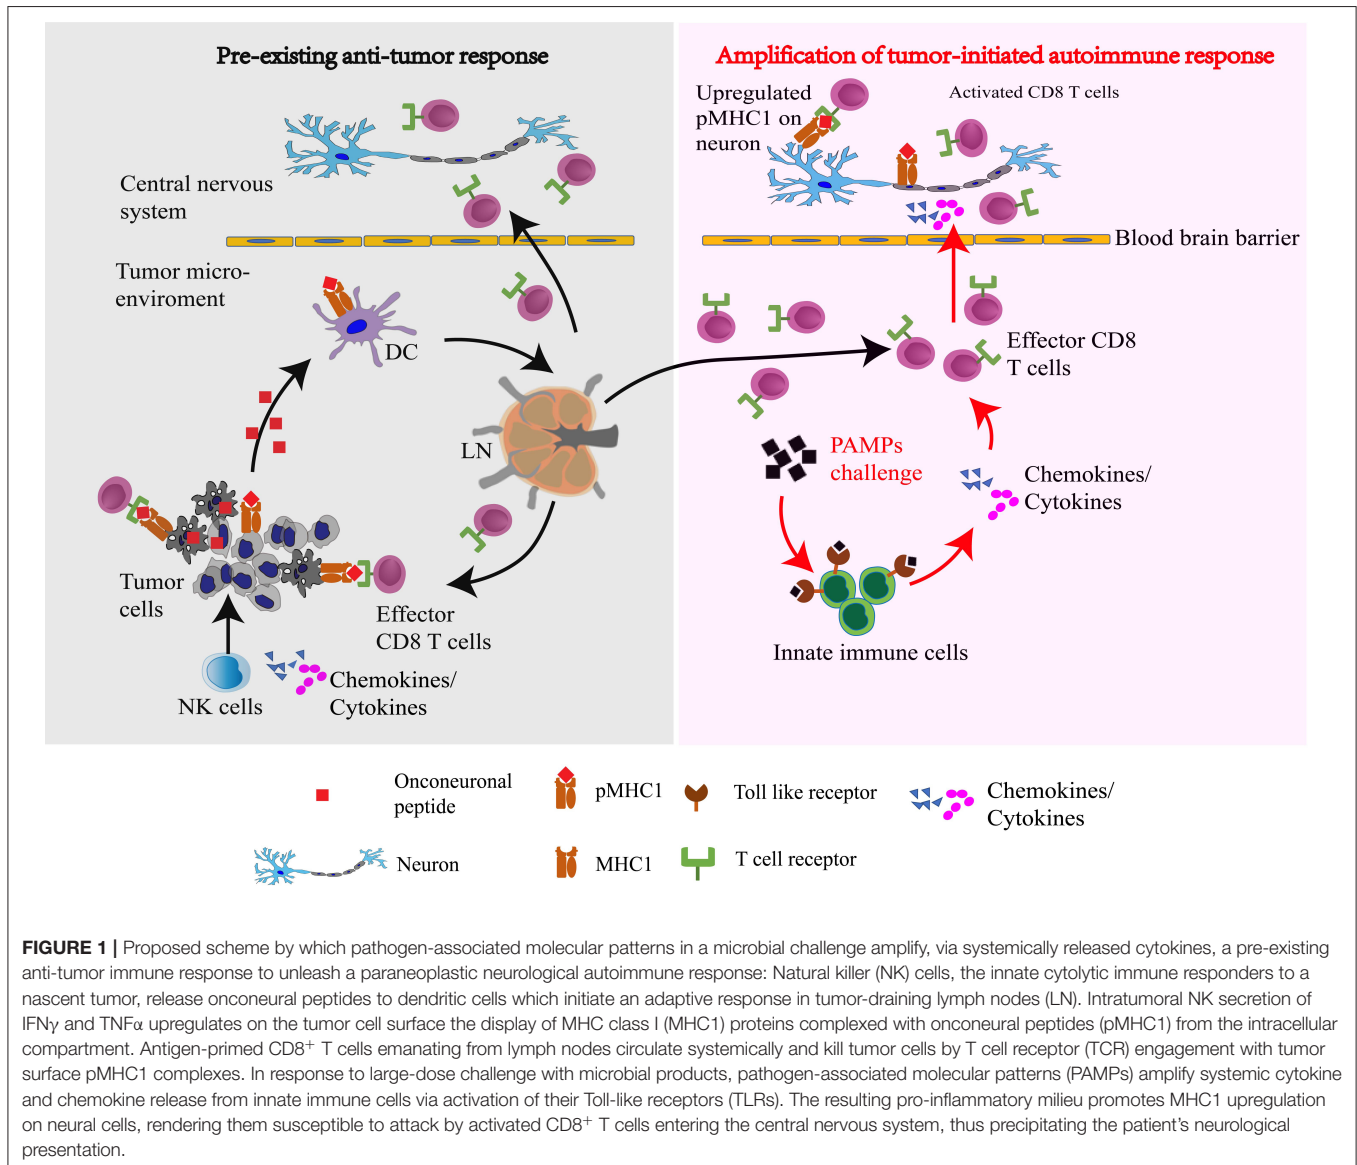 Pre-existing anti-tumor response
Central nervous
system
Tumor micro-
enviroment
DC
LN
Tumor
cells
Effector
CD8 T cells
NK cells
Chemokines/
Cytokines
Amplification of tumor-initiated autoimmune response
Upregulated
pMHC1 on
neuron
Activated CD8 T cells
Blood brain barrier
Effector CD8
T cells
PAMPs
challenge
Chemokines/
Cytokines
Innate immune cells
Onconeuronal
peptide
pMHC1
Toll like receptor
Chemokines/
Cytokines
Neuron
MHC1
T cell receptor
FIGURE 1 | Proposed scheme by which pathogen-associated molecular patterns in a microbial challenge amplify, via systemically released cytokines, a pre-existing
anti-tumor immune response to unleash a paraneoplastic neurological autoimmune response: Natural killer (NK) cells, the innate cytolytic immune responders to a
nascent tumor, release onconeural peptides to dendritic cells which initiate an adaptive response in tumor-draining lymph nodes (LN). Intratumoral NK secretion of
IFNγ and TNFα upregulates on the tumor cell surface the display of MHC class I (MHC1) proteins complexed with onconeural peptides (pMHC1) from the intracellular
compartment. Antigen-primed CD8⁺ T cells emanating from lymph nodes circulate systemically and kill tumor cells by T cell receptor (TCR) engagement with tumor
surface pMHC1 complexes. In response to large-dose challenge with microbial products, pathogen-associated molecular patterns (PAMPs) amplify systemic cytokine
and chemokine release from innate immune cells via activation of their Toll-like receptors (TLRs). The resulting pro-inflammatory milieu promotes MHC1 upregulation
on neural cells, rendering them susceptible to attack by activated CD8⁺ T cells entering the central nervous system, thus precipitating the patient's neurological
presentation.